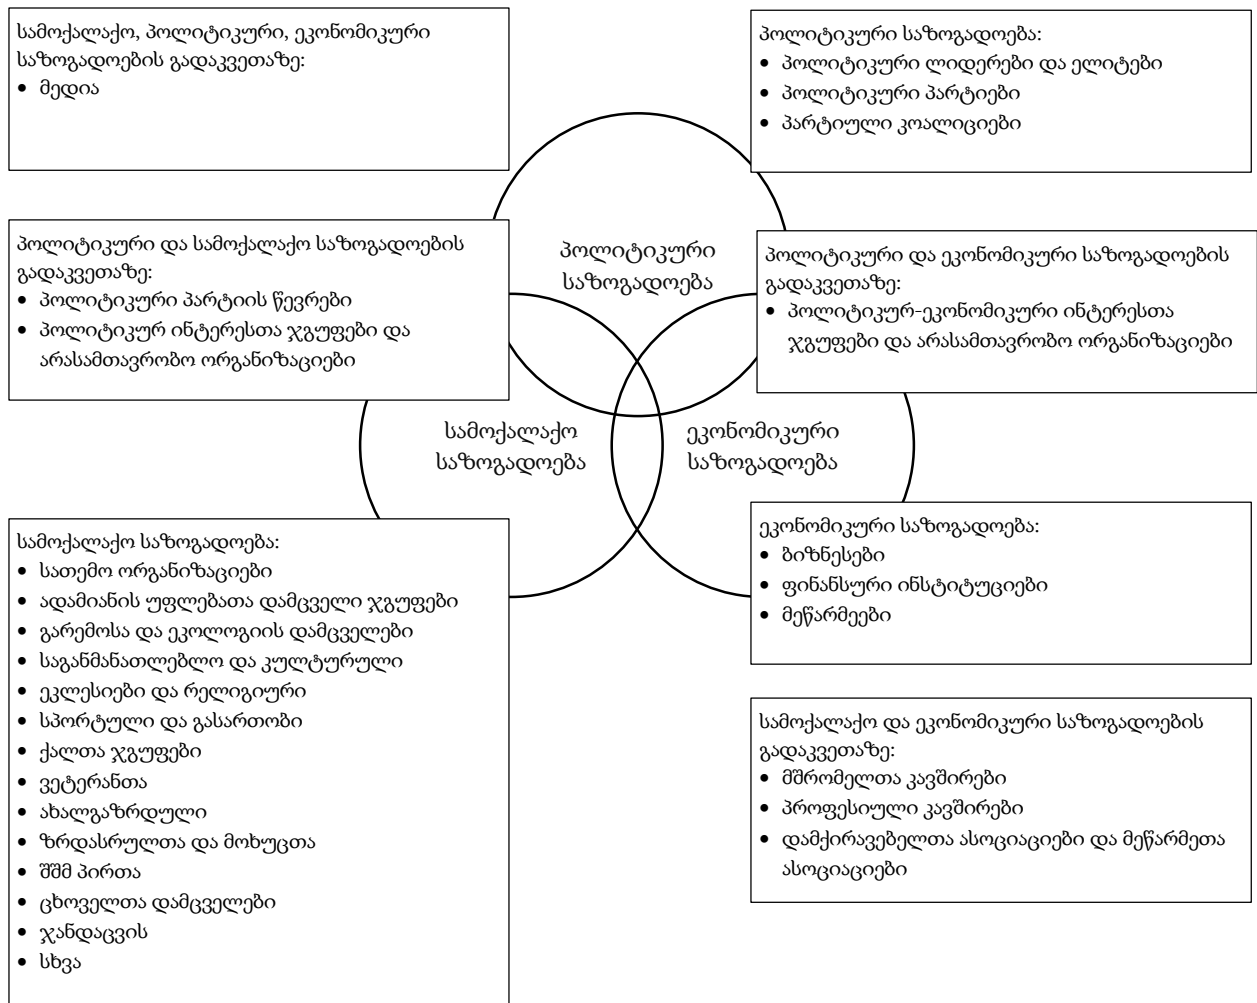 სამოქალაქო, პოლიტიკური, ეკონომიკური
საზოგადოების გადაკვეთაზე:
• მედია
პოლიტიკური საზოგადოება:
• პოლიტიკური ლიდერები და ელიტები
• პოლიტიკური პარტიები
• პარტიული კოალიციები
პოლიტიკური და სამოქალაქო საზოგადოების
გადაკვეთაზე:
• პოლიტიკური პარტიის წევრები
• პოლიტიკურ ინტერესთა ჯგუფები და
არასამთავრობო ორგანიზაციები
პოლიტიკური
საზოგადოება
პოლიტიკური და ეკონომიკური საზოგადოების
გადაკვეთაზე:
• პოლიტიკურ-ეკონომიკური ინტერესთა
ჯგუფები და არასამთავრობო ორგანიზაციები
სამოქალაქო
საზოგადოება
ეკონომიკური
საზოგადოება
სამოქალაქო საზოგადოება:
• სათემო ორგანიზაციები
• ადამიანის უფლებათა დამცველი ჯგუფები
• გარემოსა და ეკოლოგიის დამცველები
• საგანმანათლებლო და კულტურული
• ეკლესიები და რელიგიური
• სპორტული და გასართობი
• ქალთა ჯგუფები
• ვეტერანთა
• ახალგაზრდული
• ზრდასრულთა და მოხუცთა
• შშმ პირთა
• ცხოველთა დამცველები
• ჯანდაცვის
• სხვა
ეკონომიკური საზოგადოება:
• ბიზნესები
• ფინანსური ინსტიტუციები
• მეწარმეები
სამოქალაქო და ეკონომიკური საზოგადოების
გადაკვეთაზე:
• მშრომელთა კავშირები
• პროფესიული კავშირები
• დამქირავებელთა ასოციაციები და მეწარმეთა
ასოციაციები